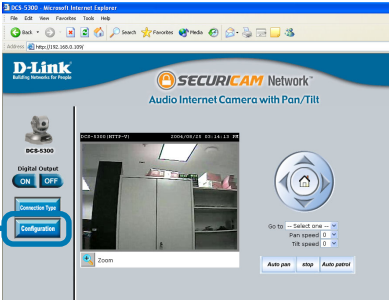 DCS-5300 - Microsoft Internet Explorer
File Edit View Favorites Tools Help
Back Search Favorites Media
Address http://192.168.0.109/
D-Link
Building Networks for People
SECURICAM Network™
Audio Internet Camera with Pan/Tilt
DCS-5300
Digital Output
ON OFF
Connection Type
Configuration
DCS-5300(HTTP-V) 2004/08/25 03:14:13 PM
Zoom
Go to -- Select one --
Pan speed 0
Tilt speed 0
Auto pan stop Auto patrol